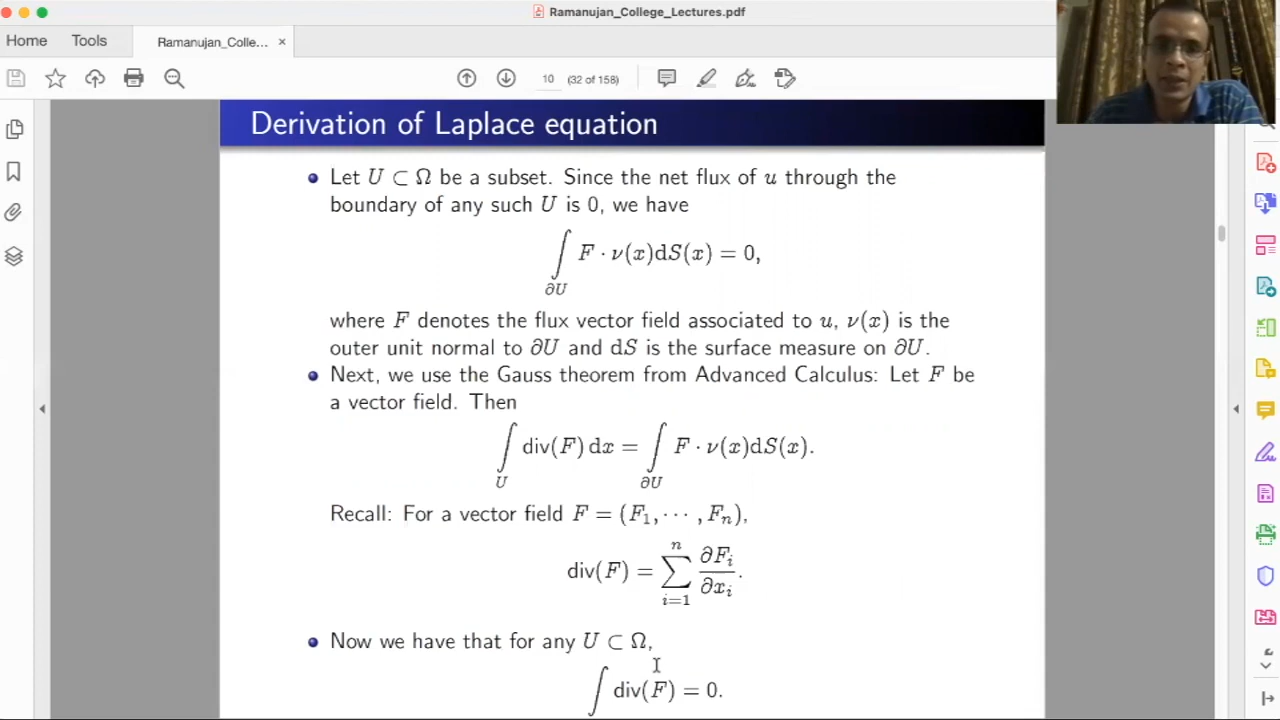 Ramanujan_College_Lectures.pdf
Home Tools Ramanujan_Colle... ×
10 (32 of 158)
Derivation of Laplace equation
• Let U ⊂ Ω be a subset. Since the net flux of u through the
boundary of any such U is 0, we have
∫ F · ν(x)dS(x) = 0,
∂U
where F denotes the flux vector field associated to u, ν(x) is the
outer unit normal to ∂U and dS is the surface measure on ∂U.
• Next, we use the Gauss theorem from Advanced Calculus: Let F be
a vector field. Then
∫_U div(F) dx = ∫_∂U F · ν(x)dS(x).
Recall: For a vector field F = (F₁, ··· , Fₙ),
div(F) = ∑_{i=1}^{n} ∂F_i/∂x_i.
• Now we have that for any U ⊂ Ω,
∫ div(F) = 0.